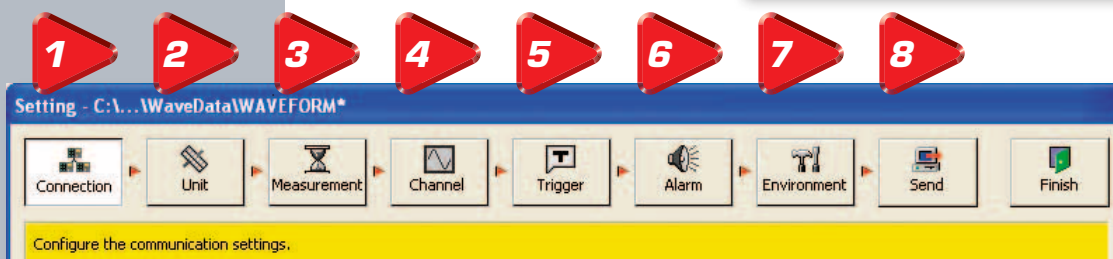 1 2 3 4 5 6 7 8
Setting - C:\...\WaveData\WAVEFORM*
Connection Unit Measurement Channel Trigger Alarm Environment Send Finish
Configure the communication settings.